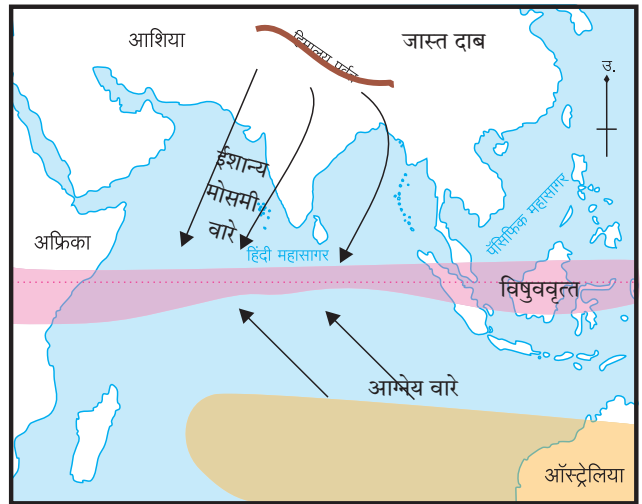 आशिया
हिमालय पर्वत
जास्त दाब
उ.
ईशान्य
मोसमी
वारे
अफ्रिका
हिंदी महासागर
पॅसिफिक महासागर
विषुववृत्त
आग्नेय वारे
ऑस्ट्रेलिया